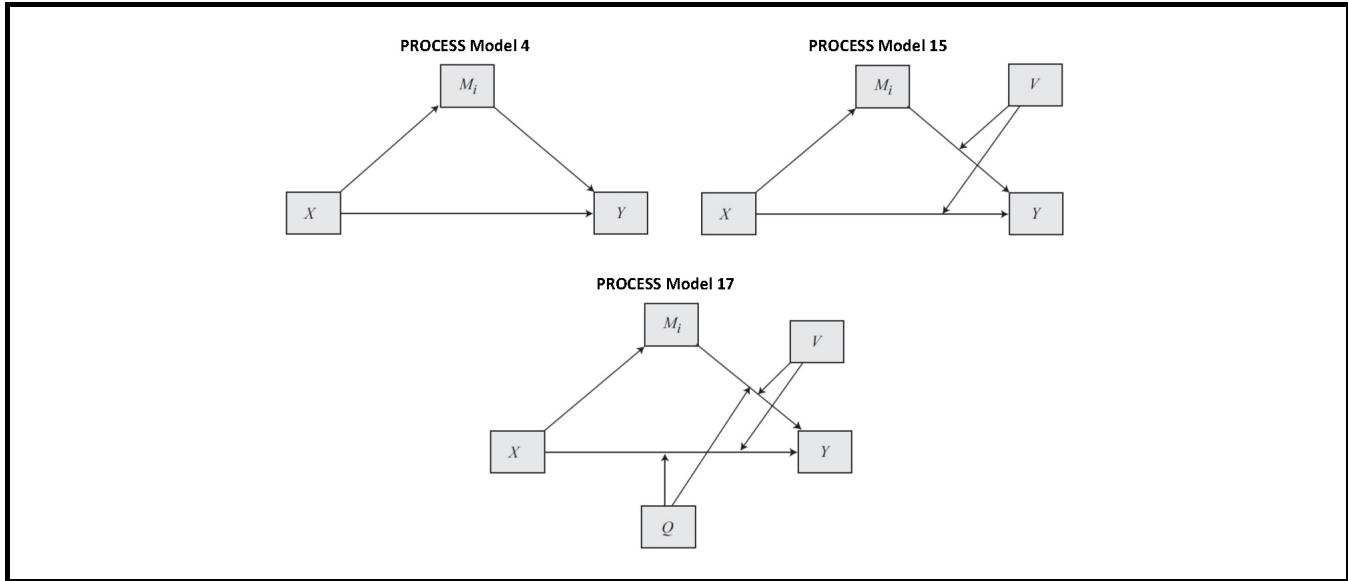 PROCESS Model 4
M_i
X
Y
PROCESS Model 15
M_i
V
X
Y
PROCESS Model 17
M_i
V
X
Y
Q